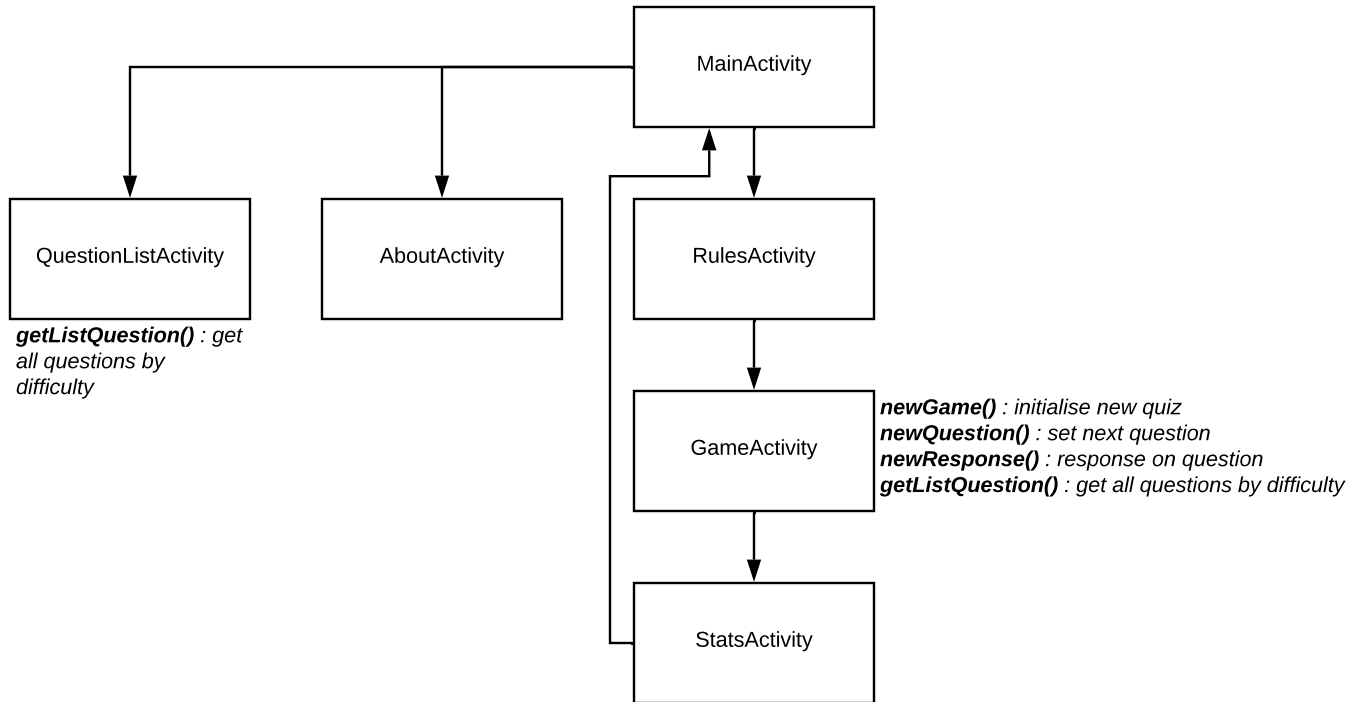 MainActivity
QuestionListActivity
AboutActivity
RulesActivity
getListQuestion() : get
all questions by
difficulty
GameActivity
newGame() : initialise new quiz
newQuestion() : set next question
newResponse() : response on question
getListQuestion() : get all questions by difficulty
StatsActivity